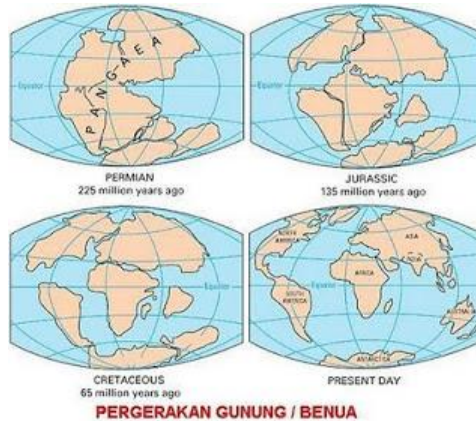 Equator
PANGAEA
PERMIAN
225 million years ago
Equator
JURASSIC
135 million years ago
Equator
CRETACEOUS
65 million years ago
NORTH
AMERICA
ASIA
INDIA
AFRICA
Equator
SOUTH
AMERICA
AUSTRALIA
ANTARCTICA
PRESENT DAY
PERGERAKAN GUNUNG / BENUA